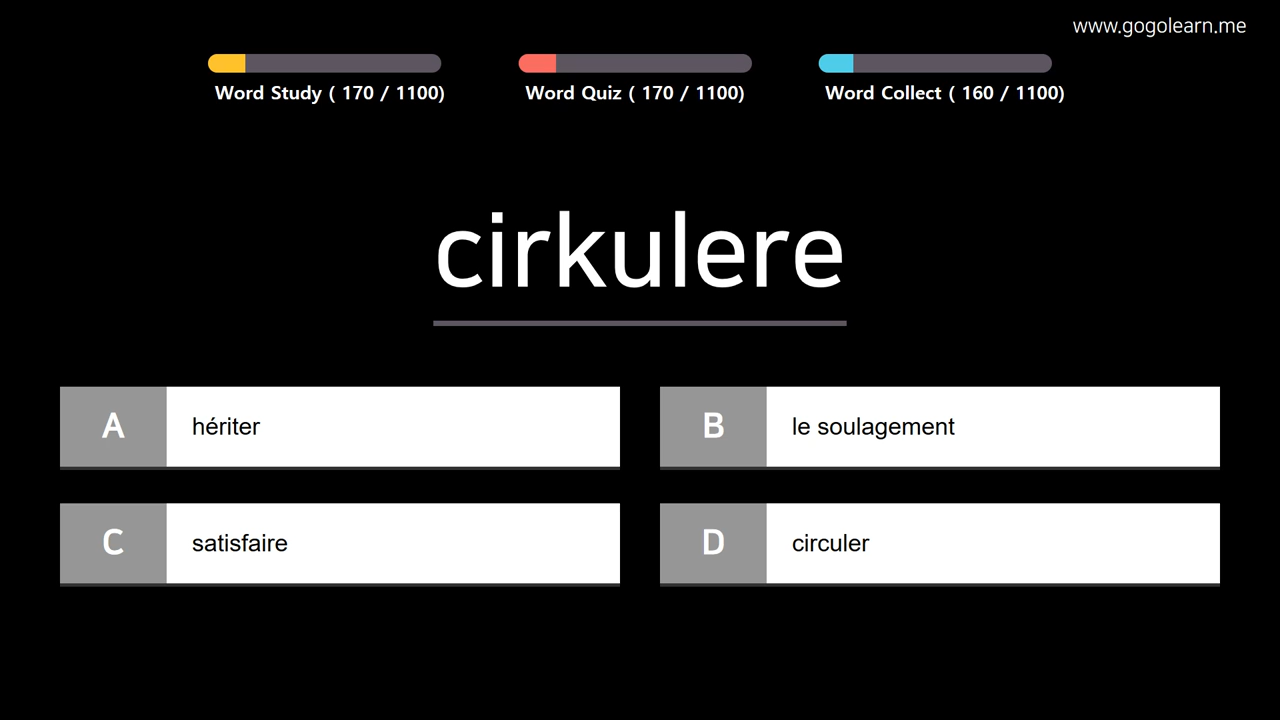 www.gogolearn.me
Word Study ( 170 / 1100)
Word Quiz ( 170 / 1100)
Word Collect ( 160 / 1100)
cirkulere
A hériter
B le soulagement
C satisfaire
D circuler